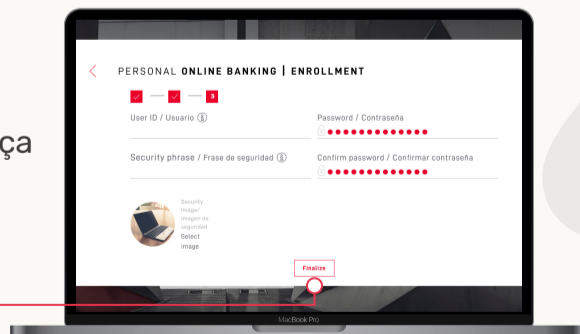 ça
PERSONAL ONLINE BANKING | ENROLLMENT
3
User ID / Usuario
Password / Contraseña
Security phrase / Frase de seguridad
Confirm password / Confirmar contraseña
Security
image/
imagen de
seguridad
Select
image
Finalize
MacBook Pro